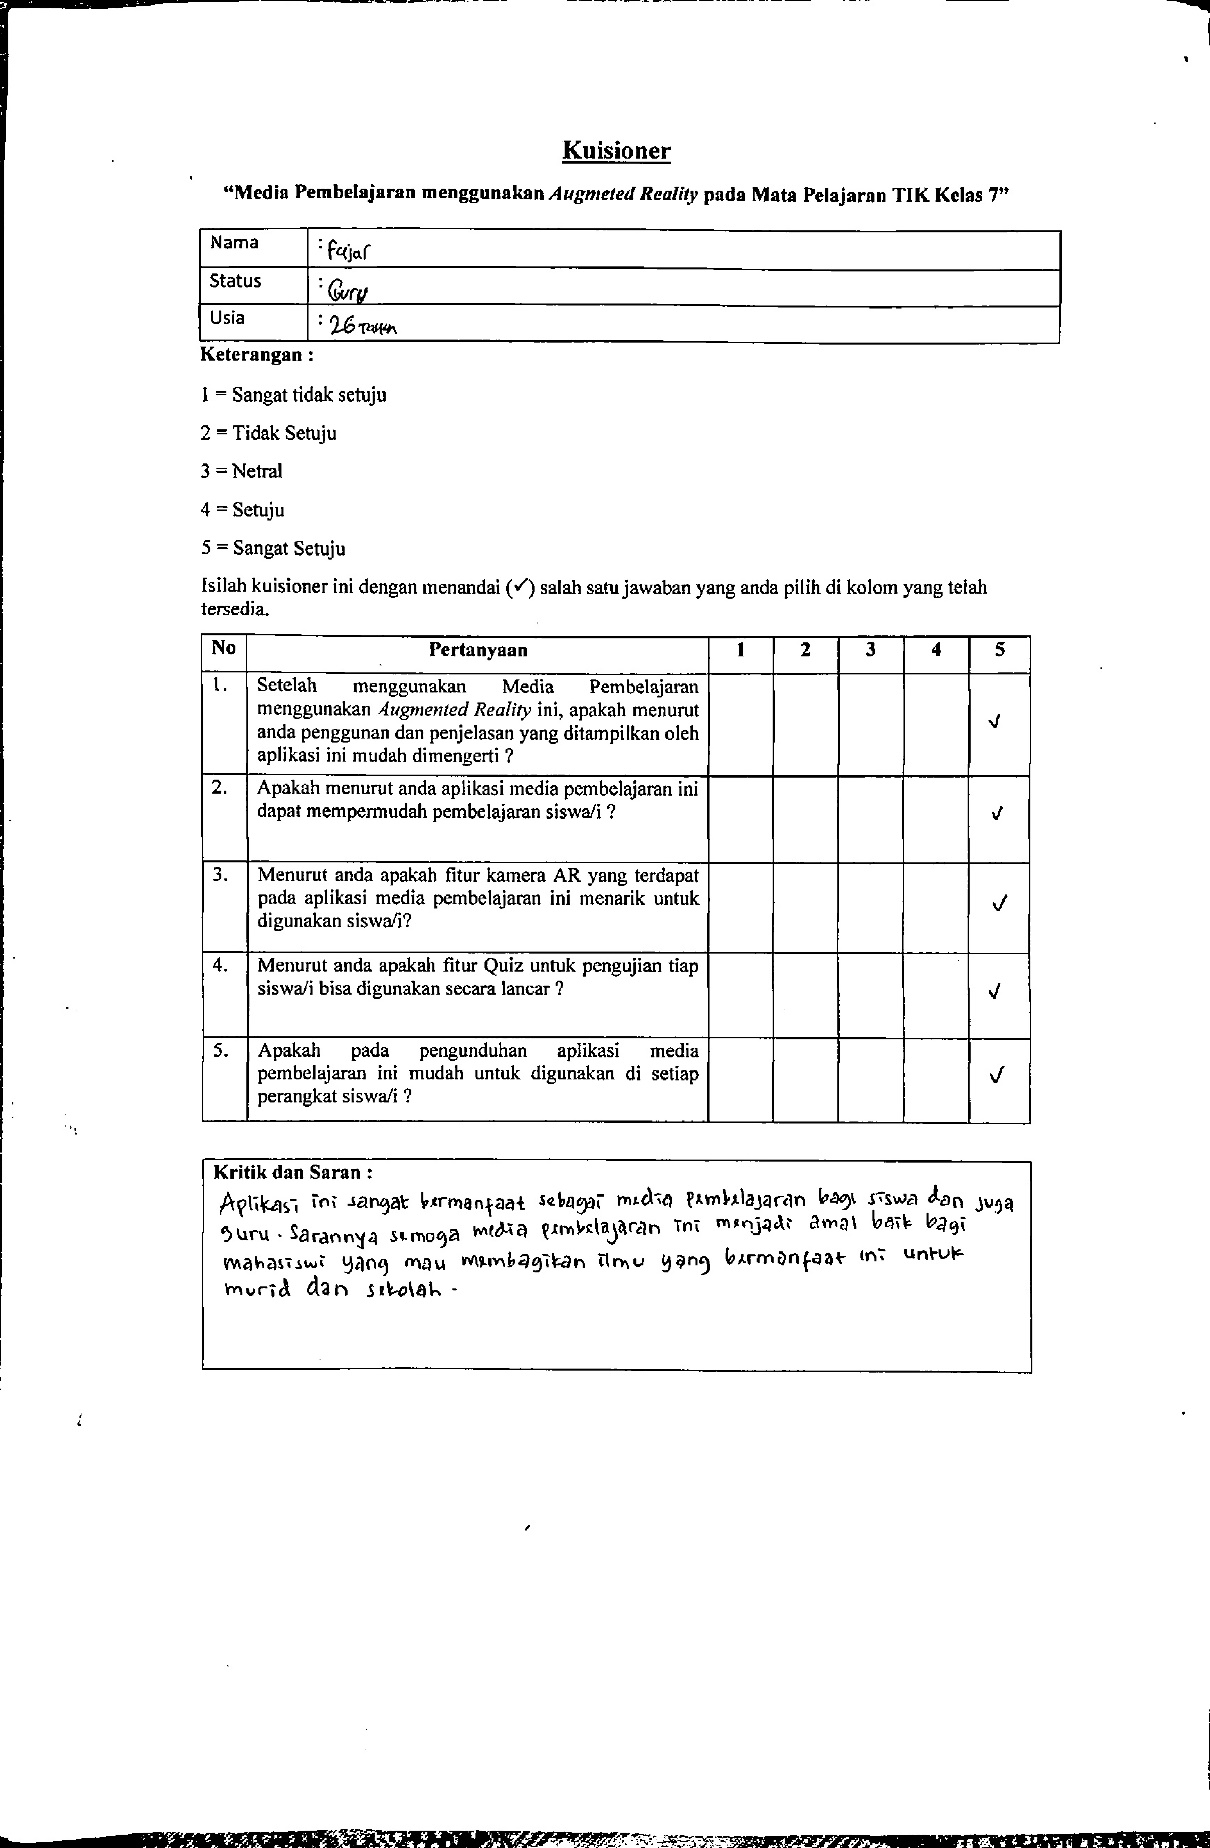 Kuisioner
“Media Pembelajaran menggunakan Augmeted Reality pada Mata Pelajaran TIK Kelas 7”
Nama : Fajar
Status : Guru
Usia : 26 Tahun
Keterangan :
1 = Sangat tidak setuju
2 = Tidak Setuju
3 = Netral
4 = Setuju
5 = Sangat Setuju
Isilah kuisioner ini dengan menandai (✓) salah satu jawaban yang anda pilih di kolom yang telah
tersedia.
No Pertanyaan 1 2 3 4 5
1. Setelah menggunakan Media Pembelajaran
menggunakan Augmented Reality ini, apakah menurut
anda penggunan dan penjelasan yang ditampilkan oleh
aplikasi ini mudah dimengerti ? ✓
2. Apakah menurut anda aplikasi media pembelajaran ini
dapat mempermudah pembelajaran siswa/i ? ✓
3. Menurut anda apakah fitur kamera AR yang terdapat
pada aplikasi media pembelajaran ini menarik untuk
digunakan siswa/i? ✓
4. Menurut anda apakah fitur Quiz untuk pengujian tiap
siswa/i bisa digunakan secara lancar ? ✓
5. Apakah pada pengunduhan aplikasi media
pembelajaran ini mudah untuk digunakan di setiap
perangkat siswa/i ? ✓
Kritik dan Saran :
Aplikasi ini sangat bermanfaat sebagai media pembelajaran bagi siswa dan juga
guru. Sarannya semoga media pembelajaran ini menjadi amal baik bagi
mahasiswi yang mau membagikan ilmu yang bermanfaat ini untuk
murid dan sekolah.